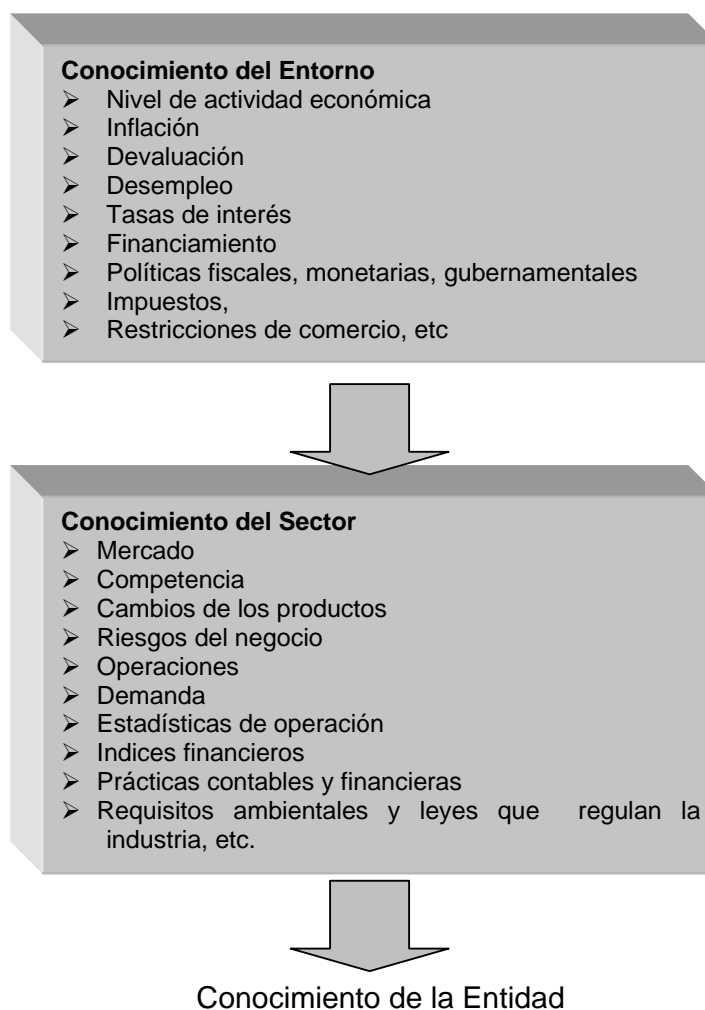 Conocimiento del Entorno
➢ Nivel de actividad económica
➢ Inflación
➢ Devaluación
➢ Desempleo
➢ Tasas de interés
➢ Financiamiento
➢ Políticas fiscales, monetarias, gubernamentales
➢ Impuestos,
➢ Restricciones de comercio, etc
Conocimiento del Sector
➢ Mercado
➢ Competencia
➢ Cambios de los productos
➢ Riesgos del negocio
➢ Operaciones
➢ Demanda
➢ Estadísticas de operación
➢ Indices financieros
➢ Prácticas contables y financieras
➢ Requisitos ambientales y leyes que regulan la
industria, etc.
Conocimiento de la Entidad